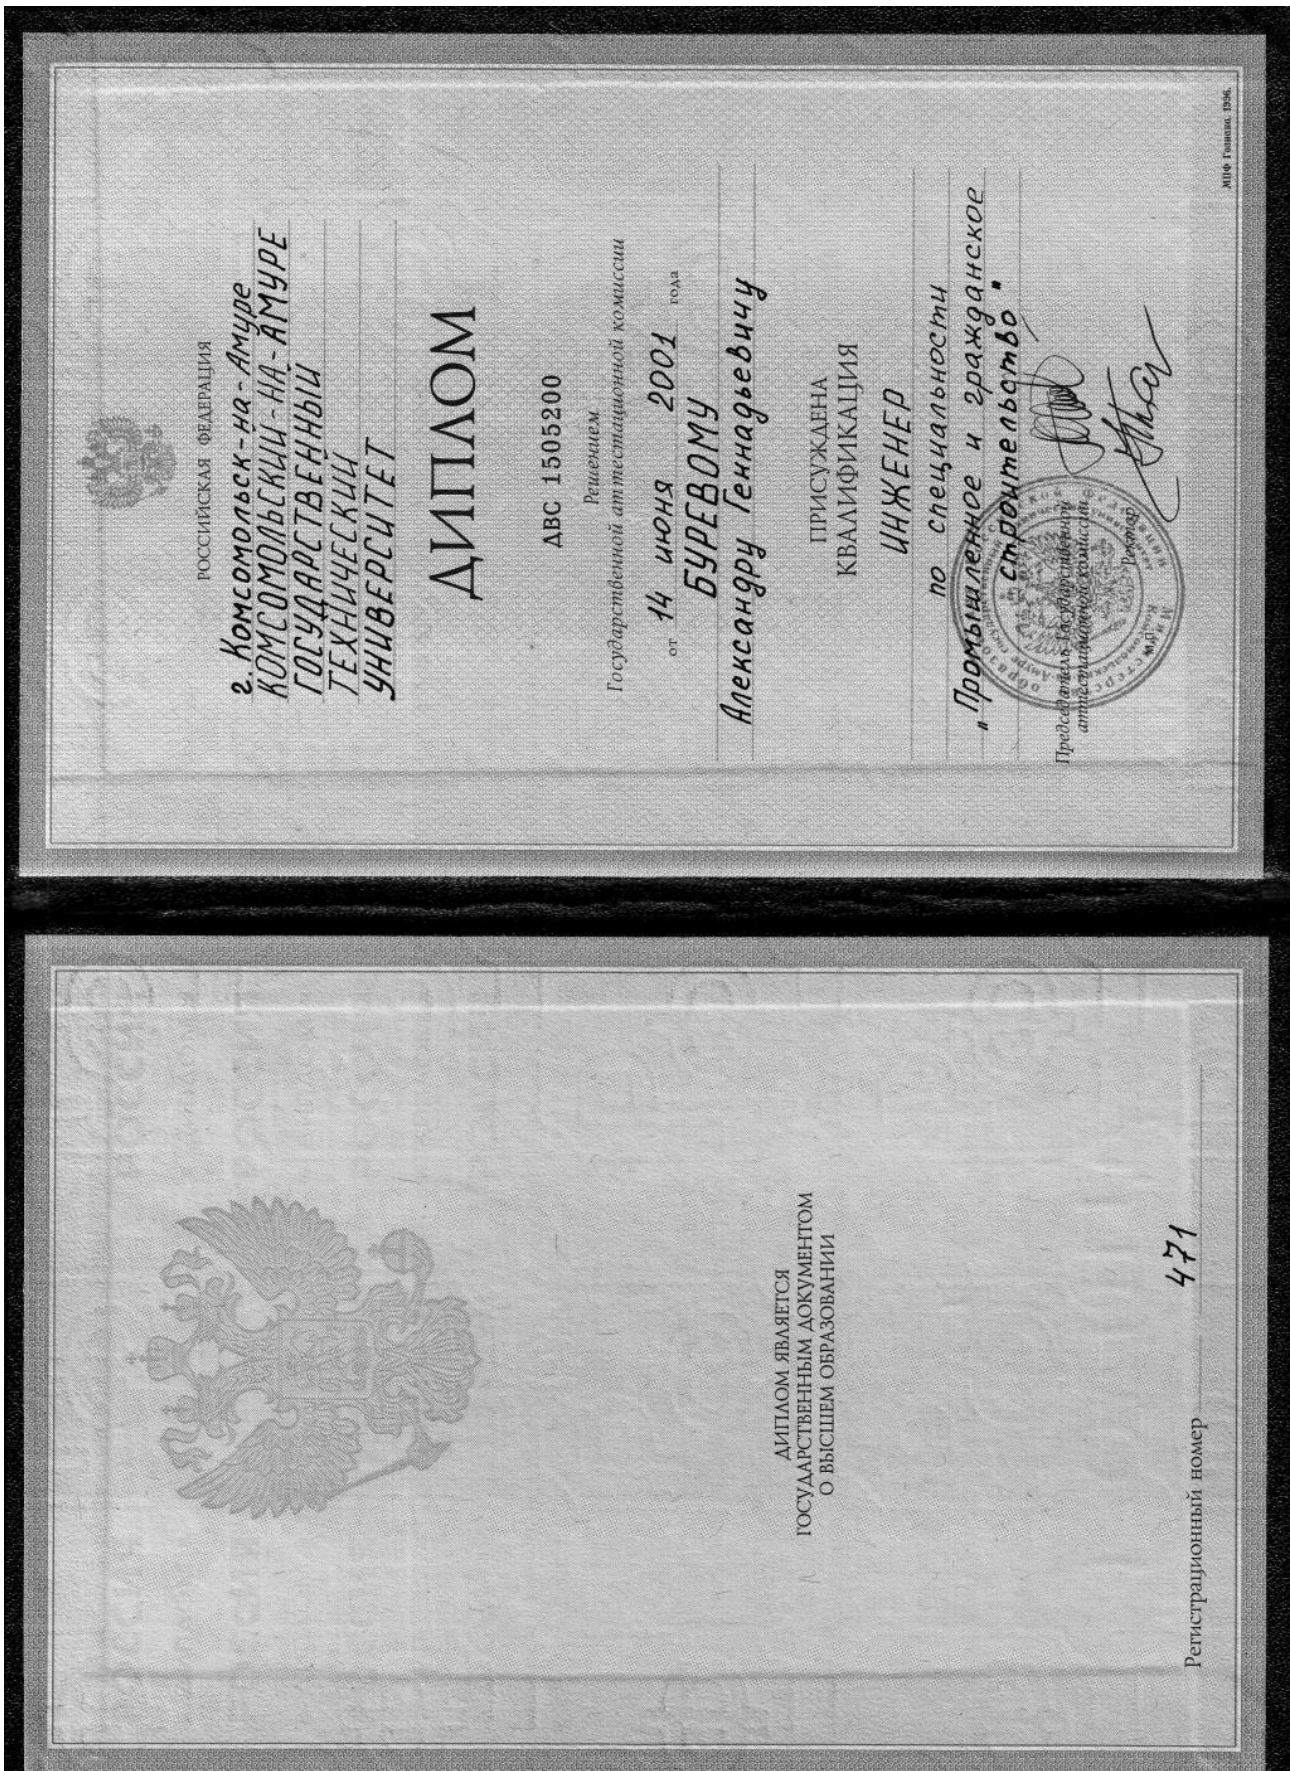 ДИПЛОМ ЯВЛЯЕТСЯ
ГОСУДАРСТВЕННЫМ ДОКУМЕНТОМ
О ВЫСШЕМ ОБРАЗОВАНИИ
Регистрационный номер 471
РОССИЙСКАЯ ФЕДЕРАЦИЯ
г. Комсомольск-на-Амуре
КОМСОМОЛЬСКИЙ-НА-АМУРЕ
ГОСУДАРСТВЕННЫЙ
ТЕХНИЧЕСКИЙ
УНИВЕРСИТЕТ
ДИПЛОМ
АВС 1505200
Решением
Государственной аттестационной комиссии
от 14 июня 2001 года
БУРЕВОМУ
Александру Геннадьевичу
ПРИСУЖДЕНА
КВАЛИФИКАЦИЯ
ИНЖЕНЕР
по специальности
„Промышленное и гражданское
строительство"
Председатель Государственной
аттестационной комиссии
Ректор
МПФ Гознака. 1996.